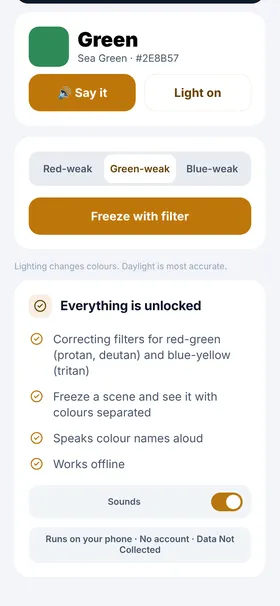 Green
Sea Green · #2E8B57
🔊 Say it
Light on
Red-weak
Green-weak
Blue-weak
Freeze with filter
Lighting changes colours. Daylight is most accurate.
Everything is unlocked
Correcting filters for red-green
(protan, deutan) and blue-yellow
(tritan)
Freeze a scene and see it with
colours separated
Speaks colour names aloud
Works offline
Sounds
Runs on your phone · No account · Data Not
Collected